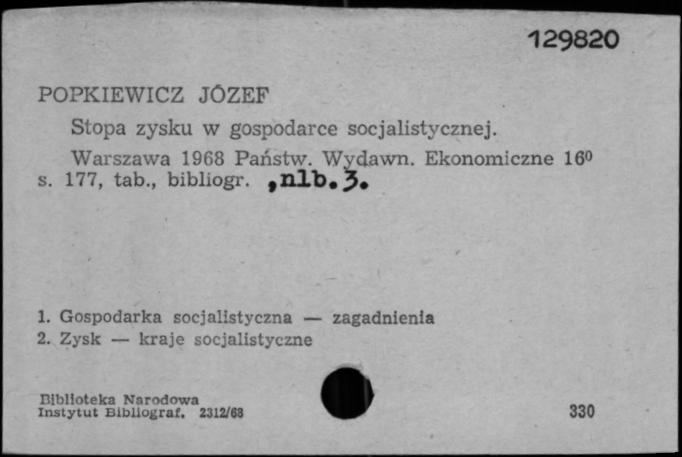 129820
POPKIEWICZ JÓZEF
Stopa zysku w gospodarce socjalistycznej.
Warszawa 1968 Państw. Wydawn. Ekonomiczne 16⁰
s. 177, tab., bibliogr. ,nlb.3.
1. Gospodarka socjalistyczna — zagadnienia
2. Zysk — kraje socjalistyczne
Biblioteka Narodowa
Instytut Bibliograf. 2312/68
330